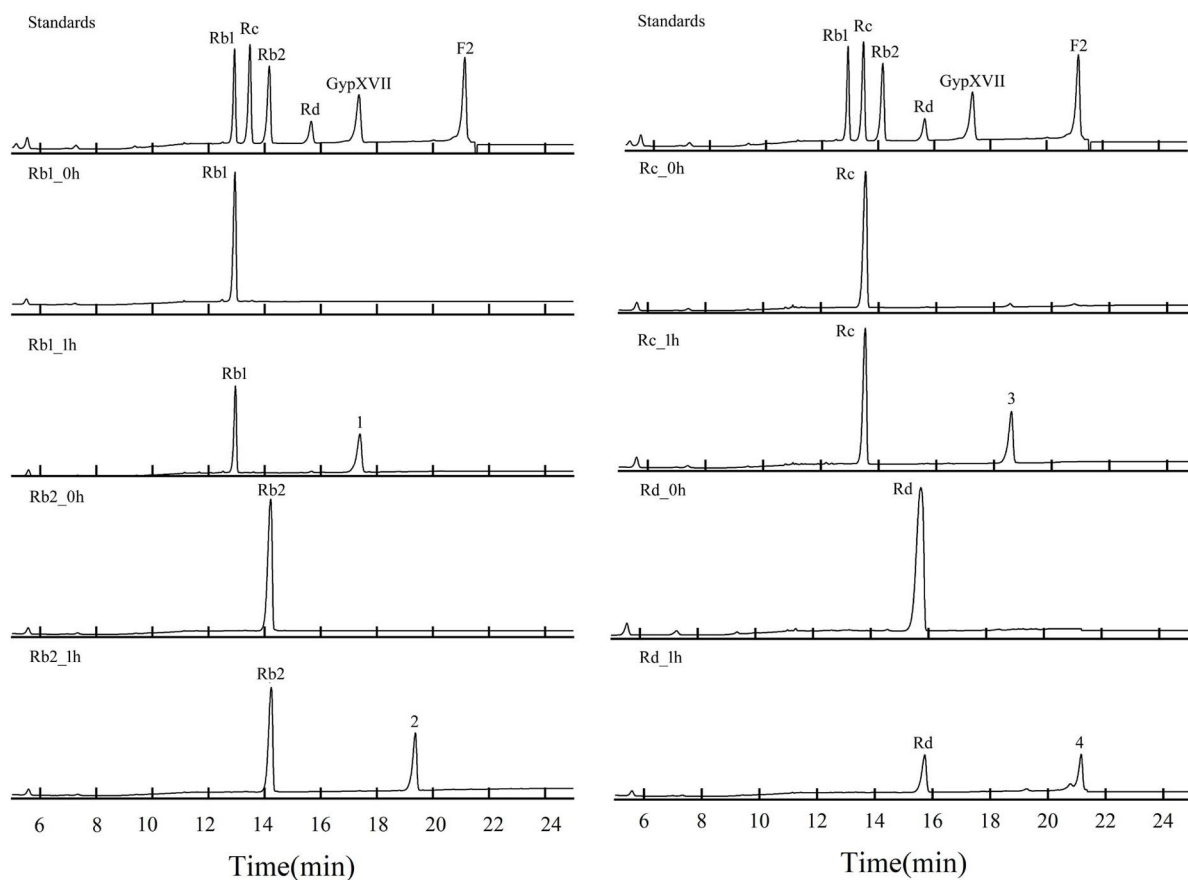 Standards
Rb1
Rc
Rb2
Rd
GypXVII
F2
Rb1_0h
Rb1
Rb1_1h
Rb1
1
Rb2_0h
Rb2
Rb2_1h
Rb2
2
6 8 10 12 14 16 18 20 22 24
Time(min)
Standards
Rb1
Rc
Rb2
Rd
GypXVII
F2
Rc_0h
Rc
Rc_1h
Rc
3
Rd_0h
Rd
Rd_1h
Rd
4
6 8 10 12 14 16 18 20 22 24
Time(min)